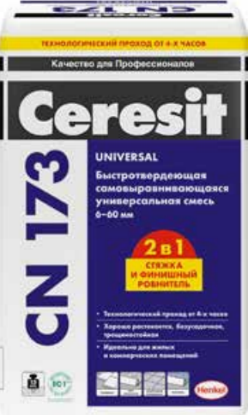 ТЕХНОЛОГИЧЕСКИЙ ПРОХОД ОТ 4-Х ЧАСОВ
Качество для Профессионалов
Ceresit
CN 173
UNIVERSAL
Быстротвердеющая
самовыравнивающаяся
универсальная смесь
6–60 мм
2 в 1
СТЯЖКА
И ФИНИШНЫЙ
РОВНИТЕЛЬ
• Технологический проход от 4-х часов
• Хорошо растекается, безусадочная,
трещиностойкая
• Идеально для жилых
и коммерческих помещений
EC1
Henkel